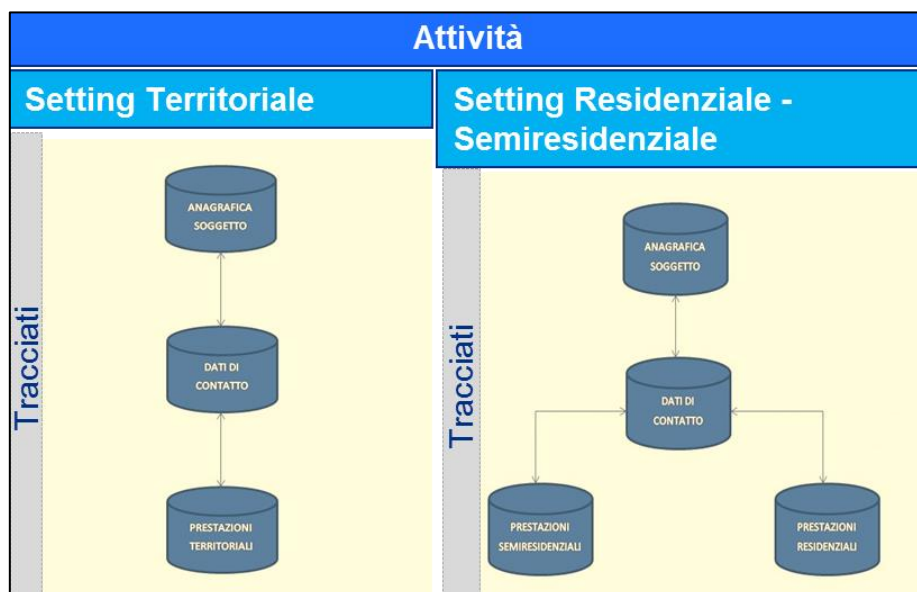 Attività
Setting Territoriale
Tracciati
ANAGRAFICA
SOGGETTO
DATI DI
CONTATTO
PRESTAZIONI
TERRITORIALI
Setting Residenziale -
Semiresidenziale
Tracciati
ANAGRAFICA
SOGGETTO
DATI DI
CONTATTO
PRESTAZIONI
SEMIRESIDENZIALI
PRESTAZIONI
RESIDENZIALI